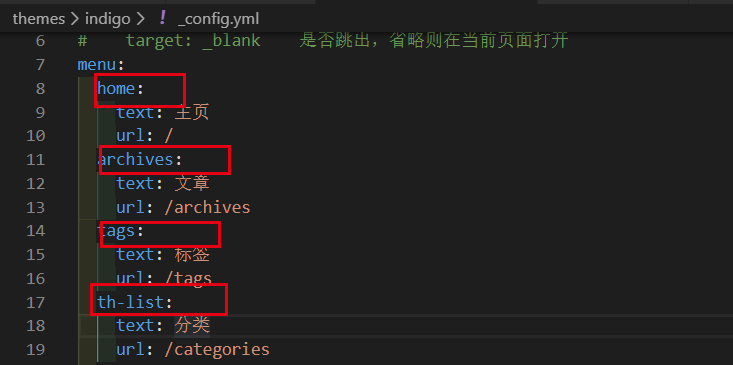 themes > indigo > ! _config.yml
6 # target: _blank 是否跳出，省略则在当前页面打开
7 menu:
8 home:
9 text: 主页
10 url: /
11 archives:
12 text: 文章
13 url: /archives
14 tags:
15 text: 标签
16 url: /tags
17 th-list:
18 text: 分类
19 url: /categories